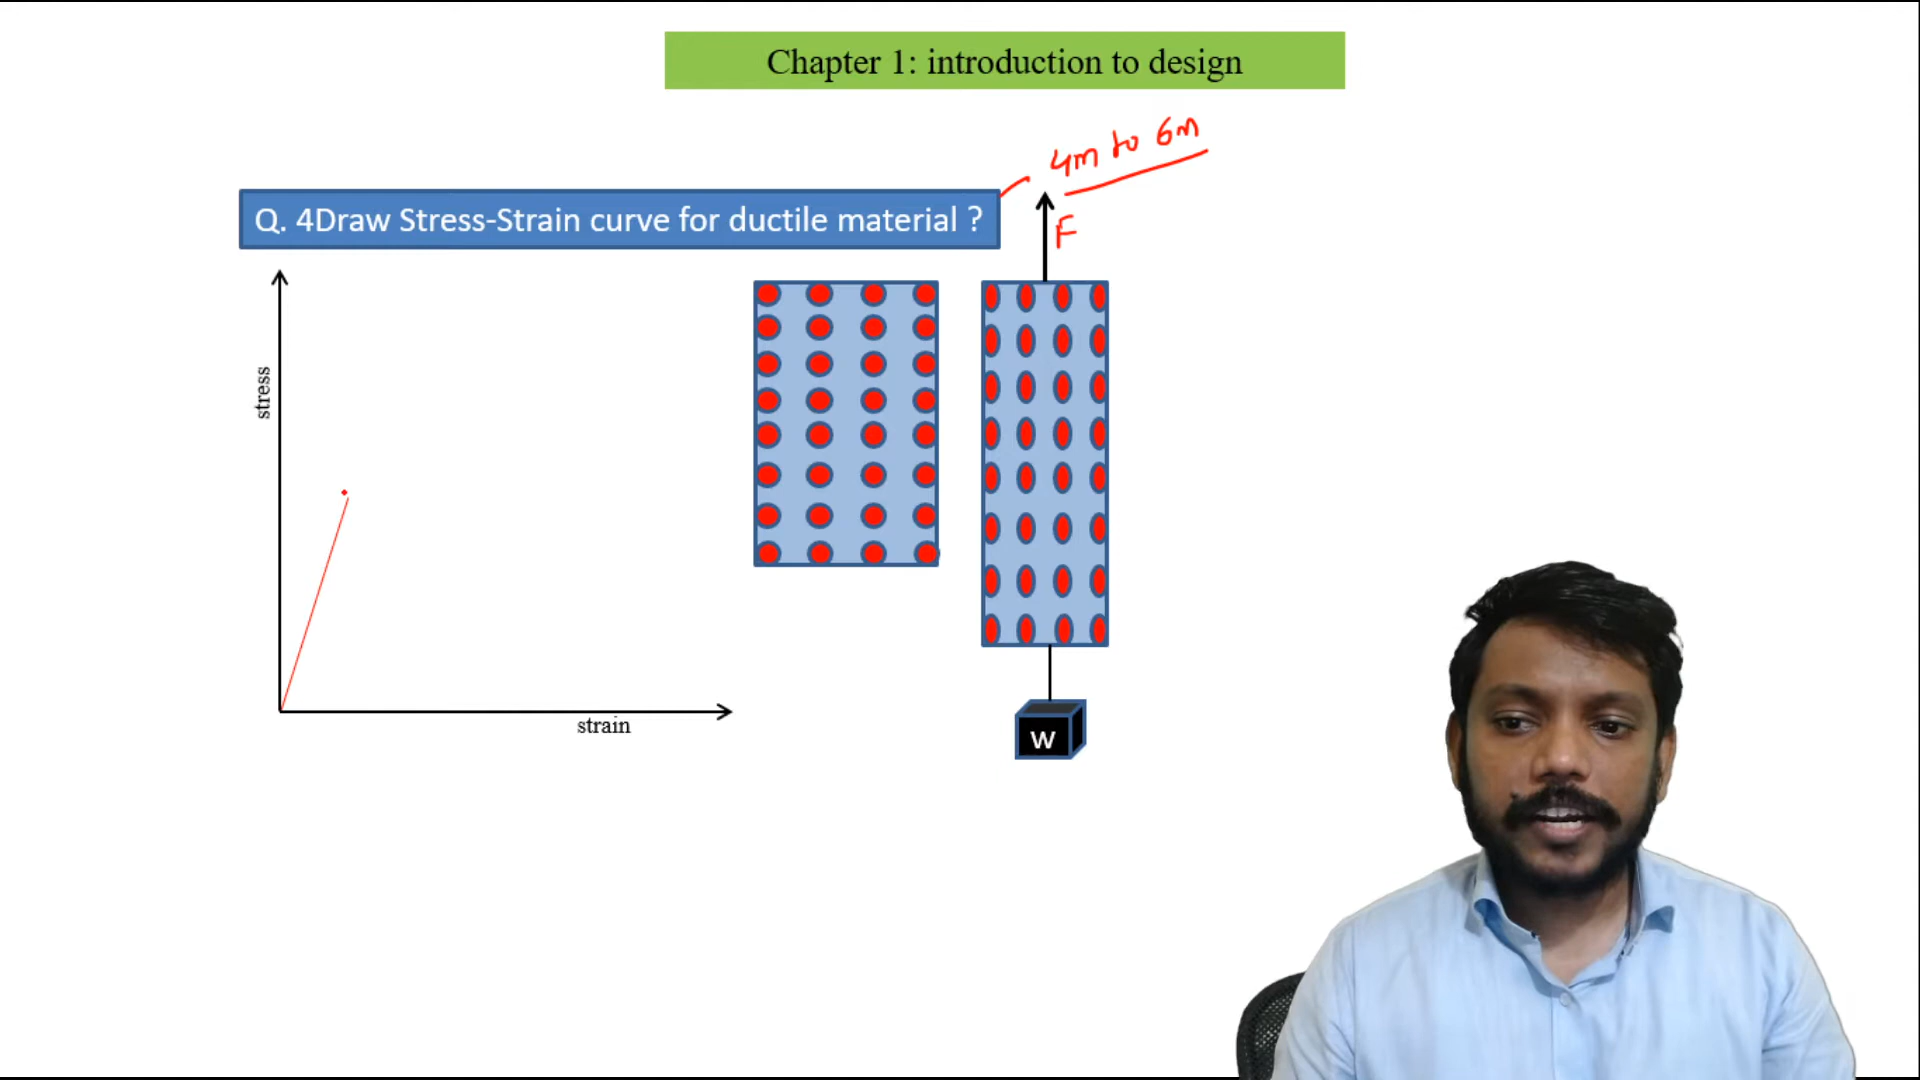 Chapter 1: introduction to design
4m to 6m
Q. 4Draw Stress-Strain curve for ductile material ?
F
stress
strain
W